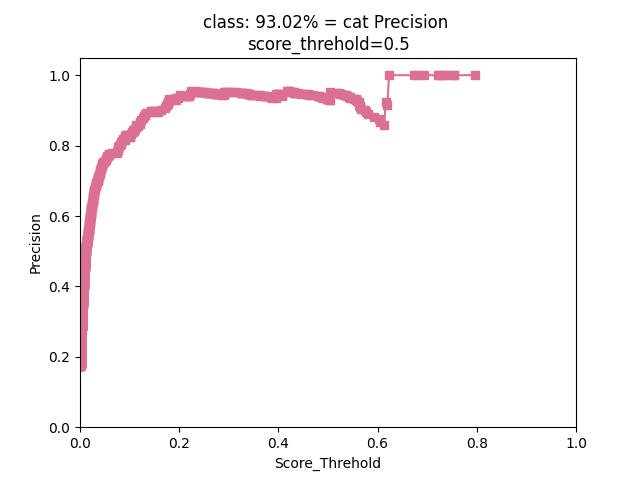 class: 93.02% = cat Precision
score_threhold=0.5
1.0
0.8
0.6
0.4
0.2
0.0
Precision
0.0 0.2 0.4 0.6 0.8 1.0
Score_Threhold